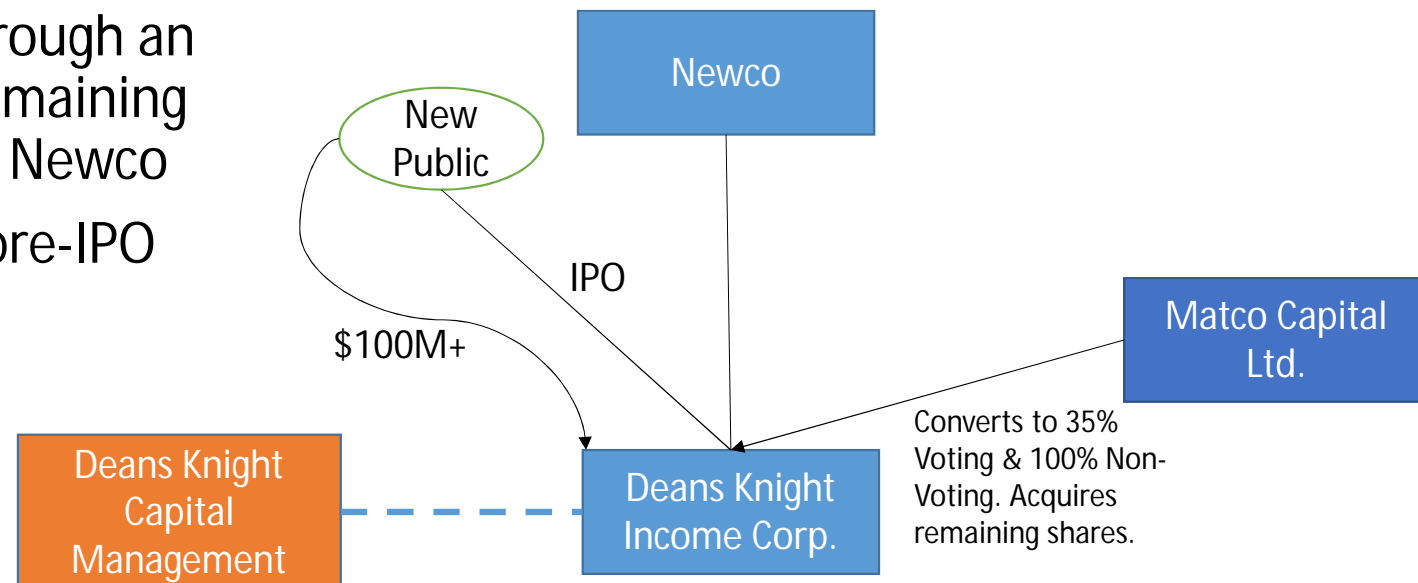 rough an
maining
Newco
ore-IPO
New
Public
Newco
IPO
$100M+
Matco Capital
Ltd.
Converts to 35%
Voting & 100% Non-
Voting. Acquires
remaining shares.
Deans Knight
Capital
Management
Deans Knight
Income Corp.